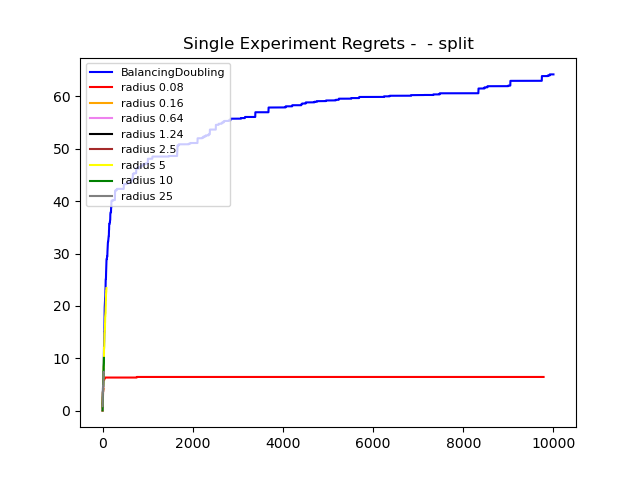 Single Experiment Regrets -  - split
BalancingDoubling
radius 0.08
radius 0.16
radius 0.64
radius 1.24
radius 2.5
radius 5
radius 10
radius 25
60
50
40
30
20
10
0
0 2000 4000 6000 8000 10000